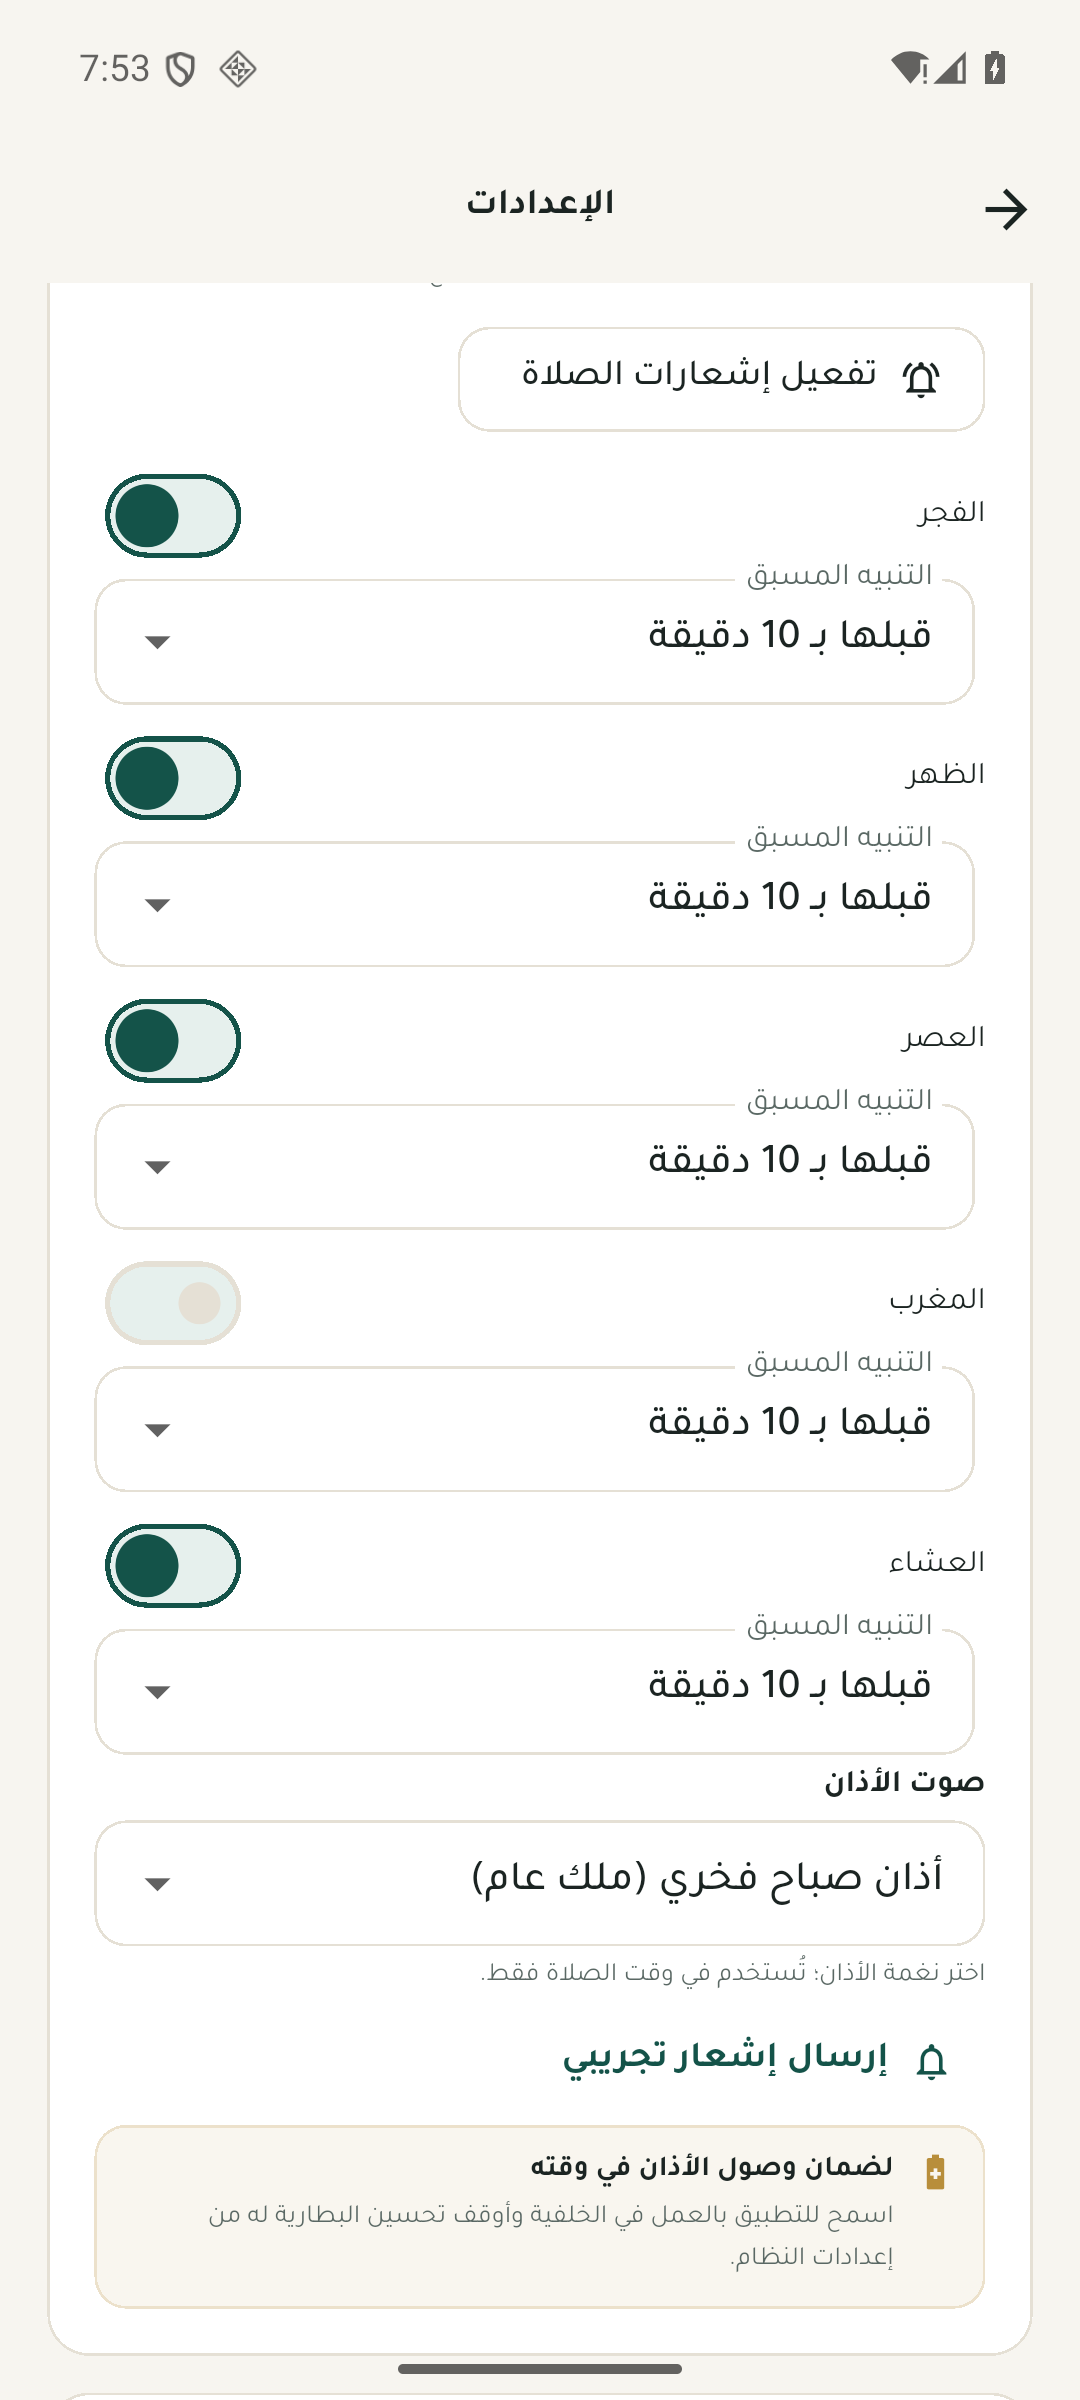 7:53
الإعدادات
تفعيل إشعارات الصلاة
الفجر
التنبيه المسبق
قبلها بـ 10 دقيقة
الظهر
التنبيه المسبق
قبلها بـ 10 دقيقة
العصر
التنبيه المسبق
قبلها بـ 10 دقيقة
المغرب
التنبيه المسبق
قبلها بـ 10 دقيقة
العشاء
التنبيه المسبق
قبلها بـ 10 دقيقة
صوت الأذان
أذان صباح فخري (ملك عام)
اختر نغمة الأذان؛ تُستخدم في وقت الصلاة فقط.
إرسال إشعار تجريبي
لضمان وصول الأذان في وقته
اسمح للتطبيق بالعمل في الخلفية وأوقف تحسين البطارية له من
إعدادات النظام.